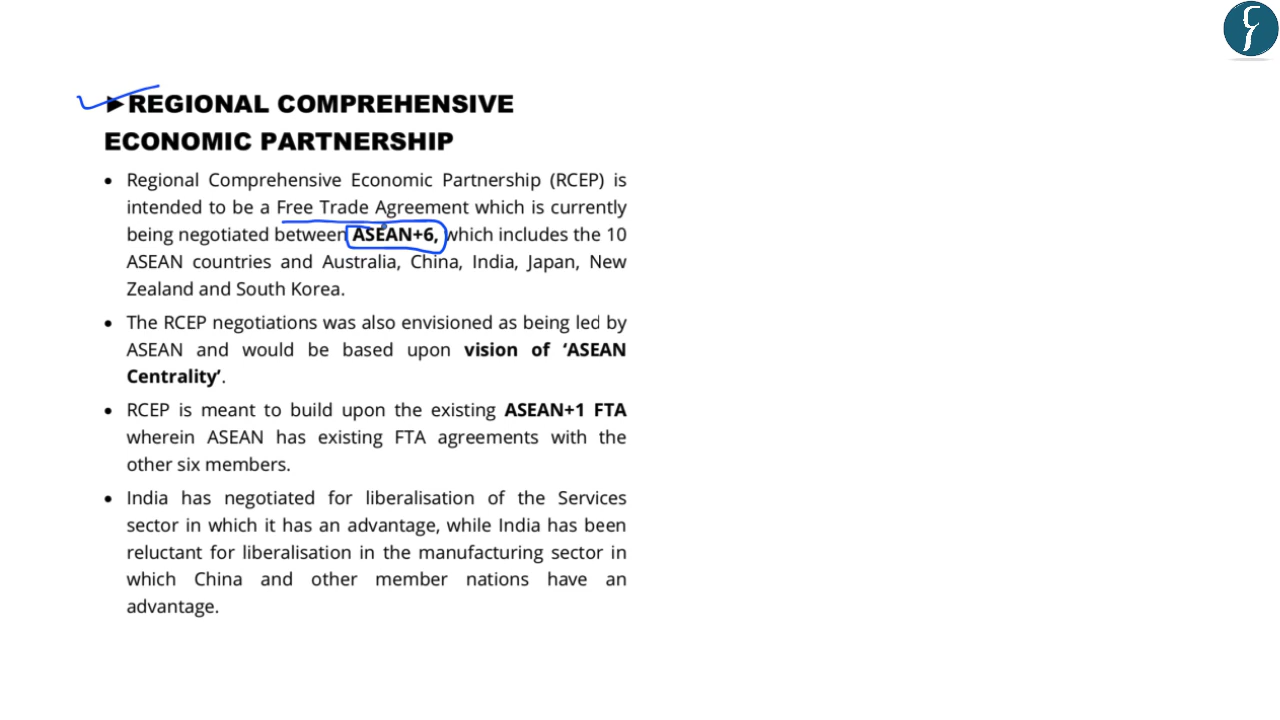 ►REGIONAL COMPREHENSIVE
ECONOMIC PARTNERSHIP
• Regional Comprehensive Economic Partnership (RCEP) is
intended to be a Free Trade Agreement which is currently
being negotiated between ASEAN+6, which includes the 10
ASEAN countries and Australia, China, India, Japan, New
Zealand and South Korea.
• The RCEP negotiations was also envisioned as being led by
ASEAN and would be based upon vision of ‘ASEAN
Centrality’.
• RCEP is meant to build upon the existing ASEAN+1 FTA
wherein ASEAN has existing FTA agreements with the
other six members.
• India has negotiated for liberalisation of the Services
sector in which it has an advantage, while India has been
reluctant for liberalisation in the manufacturing sector in
which China and other member nations have an
advantage.